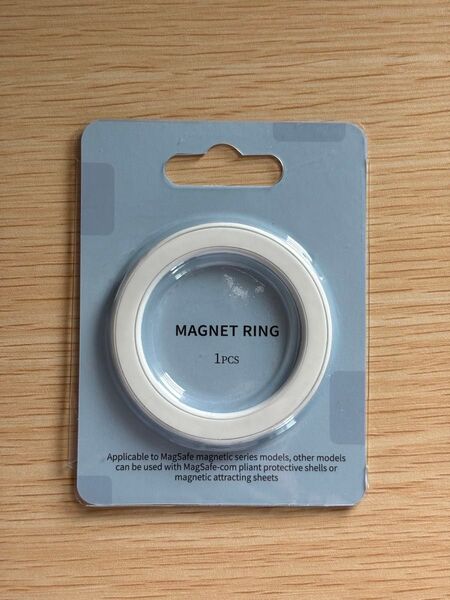 MAGNET RING
1PCS
Applicable to MagSafe magnetic series models, other models
can be used with MagSafe-com pliant protective shells or
magnetic attracting sheets